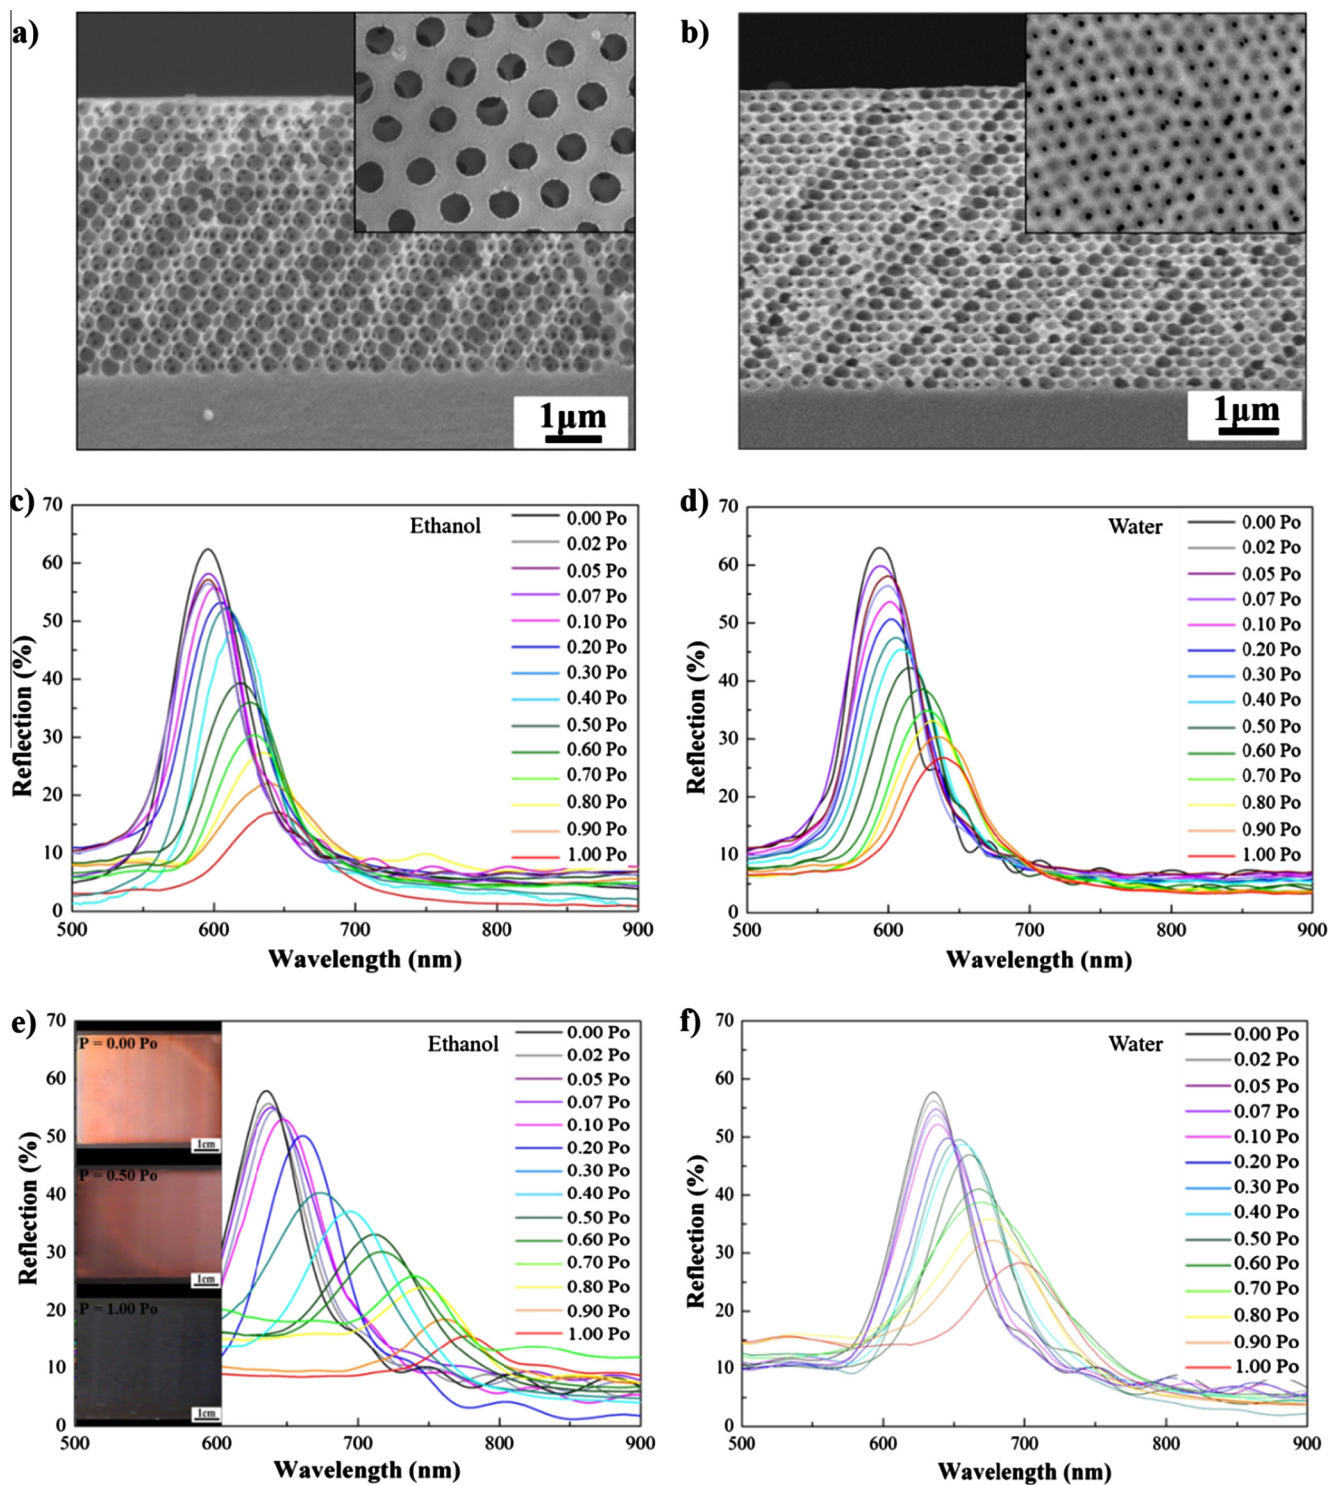 a)
1μm
b)
1μm
c)
Ethanol
Reflection (%)
70
60
50
40
30
20
10
0
500
600
700
800
900
Wavelength (nm)
0.00 Po
0.02 Po
0.05 Po
0.07 Po
0.10 Po
0.20 Po
0.30 Po
0.40 Po
0.50 Po
0.60 Po
0.70 Po
0.80 Po
0.90 Po
1.00 Po
d)
Water
Reflection (%)
70
60
50
40
30
20
10
0
500
600
700
800
900
Wavelength (nm)
0.00 Po
0.02 Po
0.05 Po
0.07 Po
0.10 Po
0.20 Po
0.30 Po
0.40 Po
0.50 Po
0.60 Po
0.70 Po
0.80 Po
0.90 Po
1.00 Po
e)
Ethanol
Reflection (%)
70
60
50
40
30
20
10
0
500
600
700
800
900
Wavelength (nm)
P = 0.00 Po
1cm
P = 0.50 Po
1cm
P = 1.00 Po
1cm
0.00 Po
0.02 Po
0.05 Po
0.07 Po
0.10 Po
0.20 Po
0.30 Po
0.40 Po
0.50 Po
0.60 Po
0.70 Po
0.80 Po
0.90 Po
1.00 Po
f)
Water
Reflection (%)
70
60
50
40
30
20
10
0
500
600
700
800
900
Wavelength (nm)
0.00 Po
0.02 Po
0.05 Po
0.07 Po
0.10 Po
0.20 Po
0.30 Po
0.40 Po
0.50 Po
0.60 Po
0.70 Po
0.80 Po
0.90 Po
1.00 Po